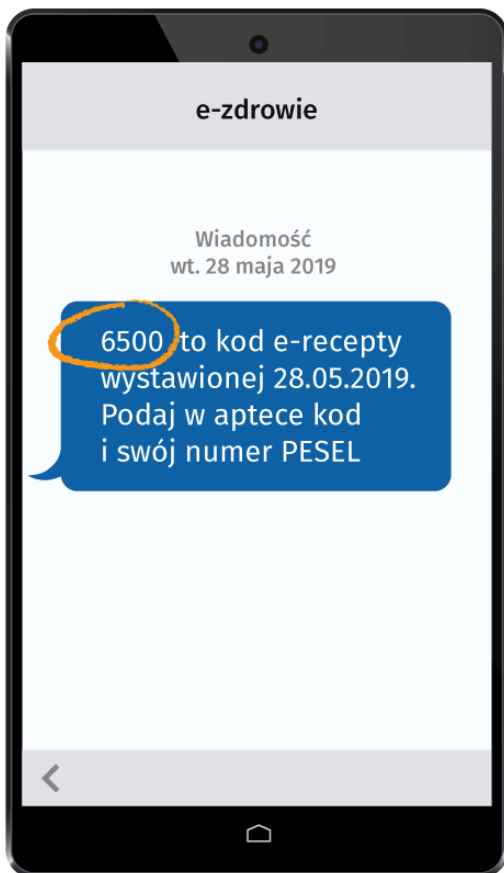 e-zdrowie
Wiadomość
wt. 28 maja 2019
6500 to kod e-recepty
wystawionej 28.05.2019.
Podaj w aptece kod
i swój numer PESEL